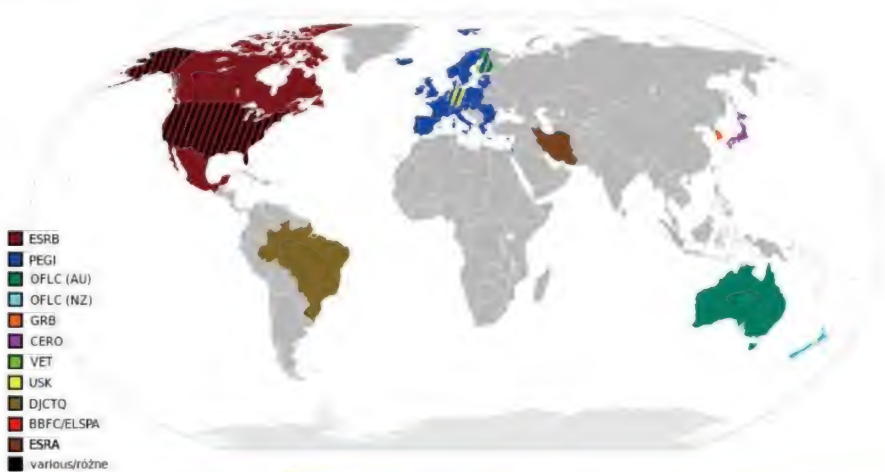 ESRB
PEGI
OFLC (AU)
OFLC (NZ)
GRB
CERO
VET
USK
DJCTQ
BBFC/ELSPA
ESRA
various/różne